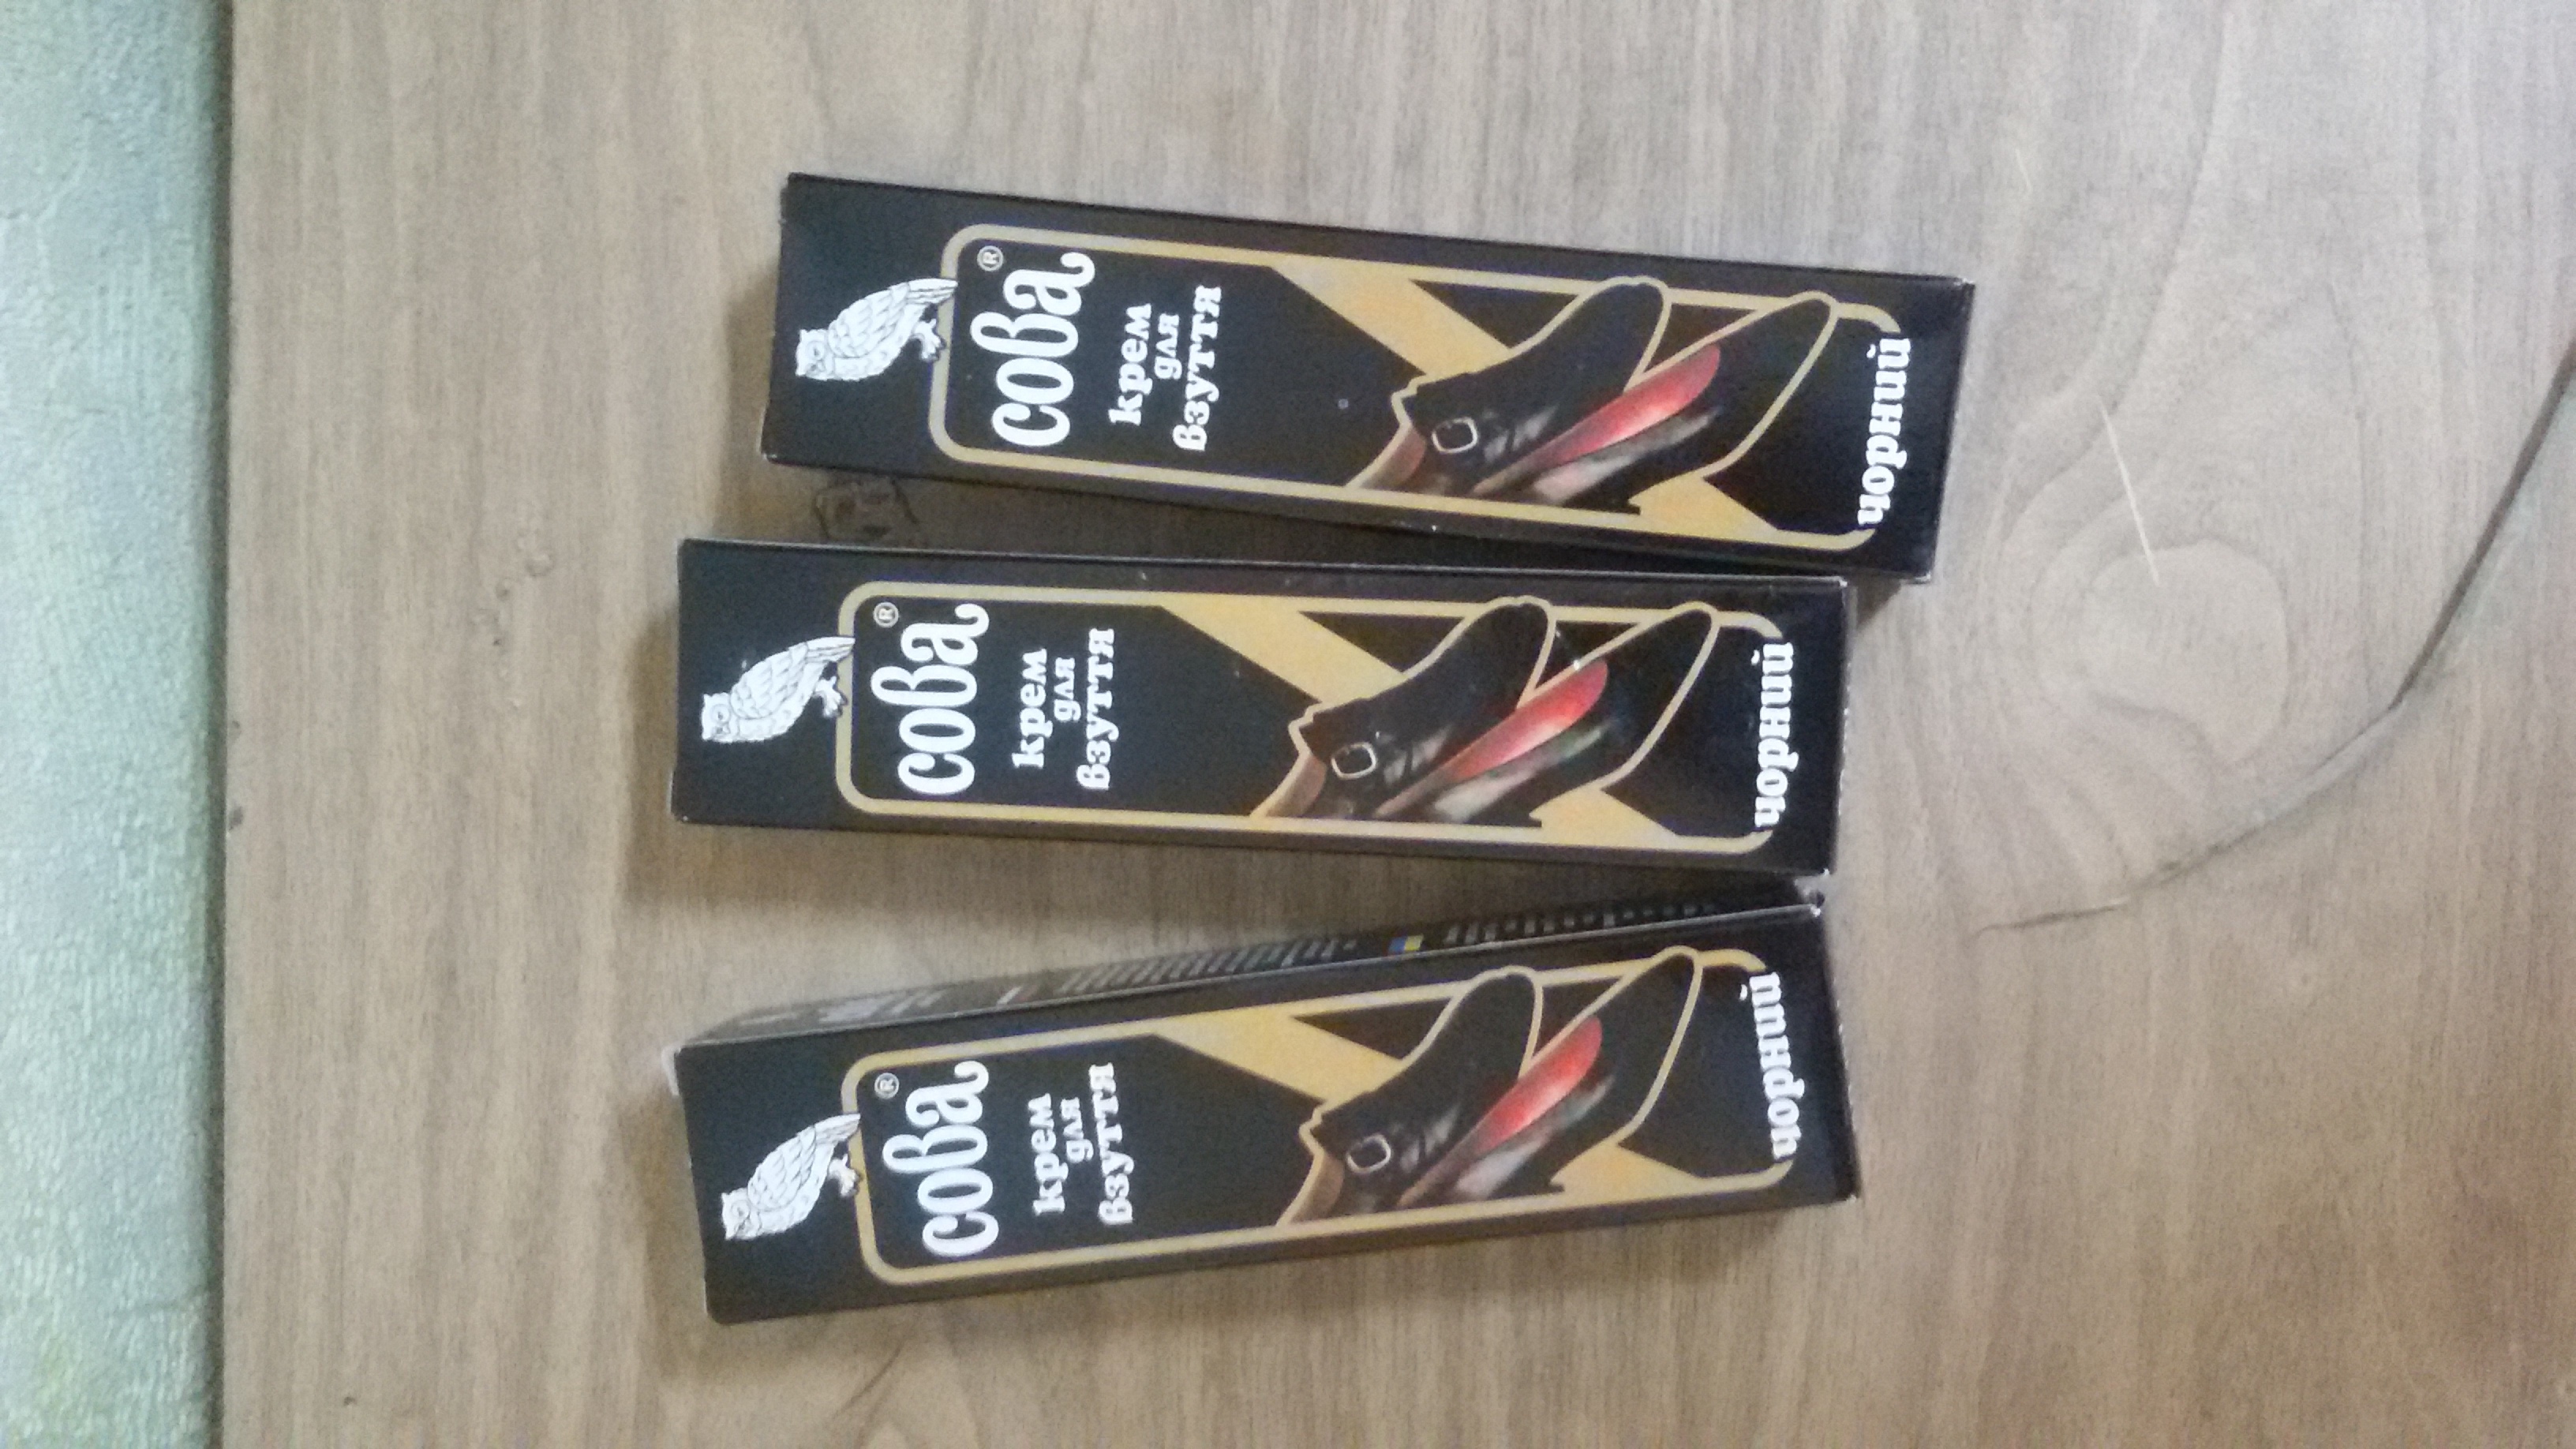 сова®
крем
для
взуття
чорний
сова®
крем
для
взуття
чорний
сова®
крем
для
взуття
чорний